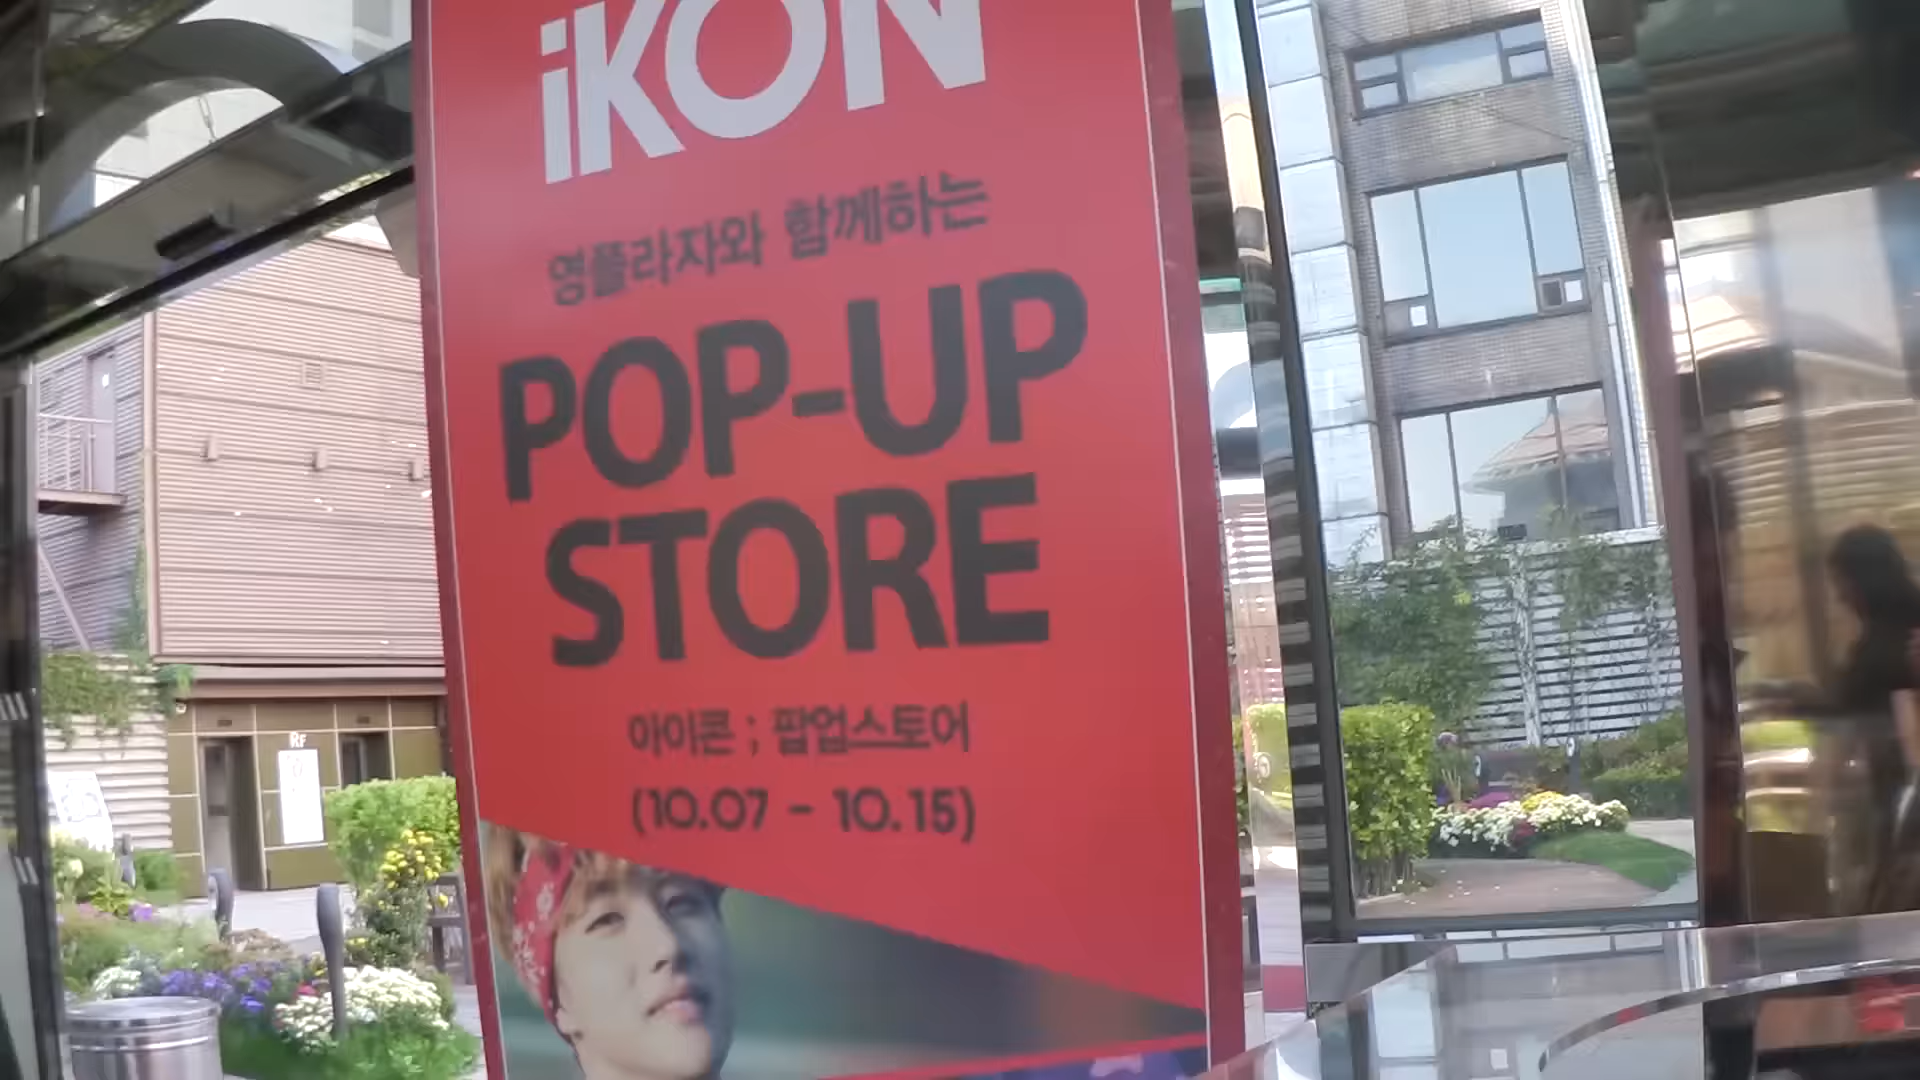 iKON
영플라자와 함께하는
POP-UP
STORE
아이콘 ; 팝업스토어
(10.07 - 10.15)
RF